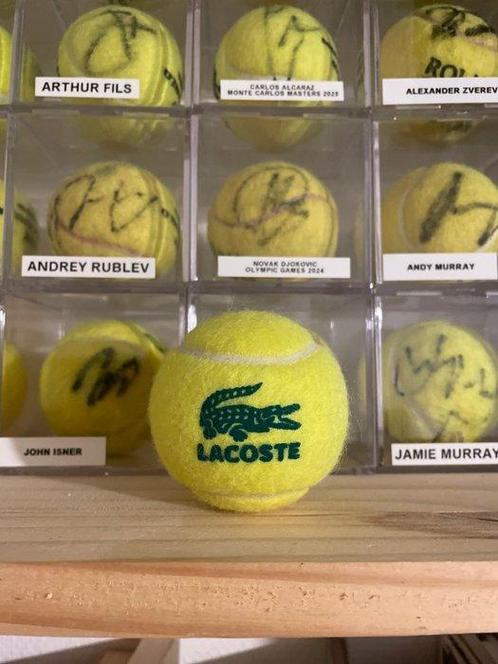 ARTHUR FILS
CARLOS ALCARAZ
MONTE CARLOS MASTERS 2025
ALEXANDER ZVEREV
ANDREY RUBLEV
NOVAK DJOKOVIC
OLYMPIC GAMES 2024
ANDY MURRAY
JOHN ISNER
LACOSTE
JAMIE MURRAY